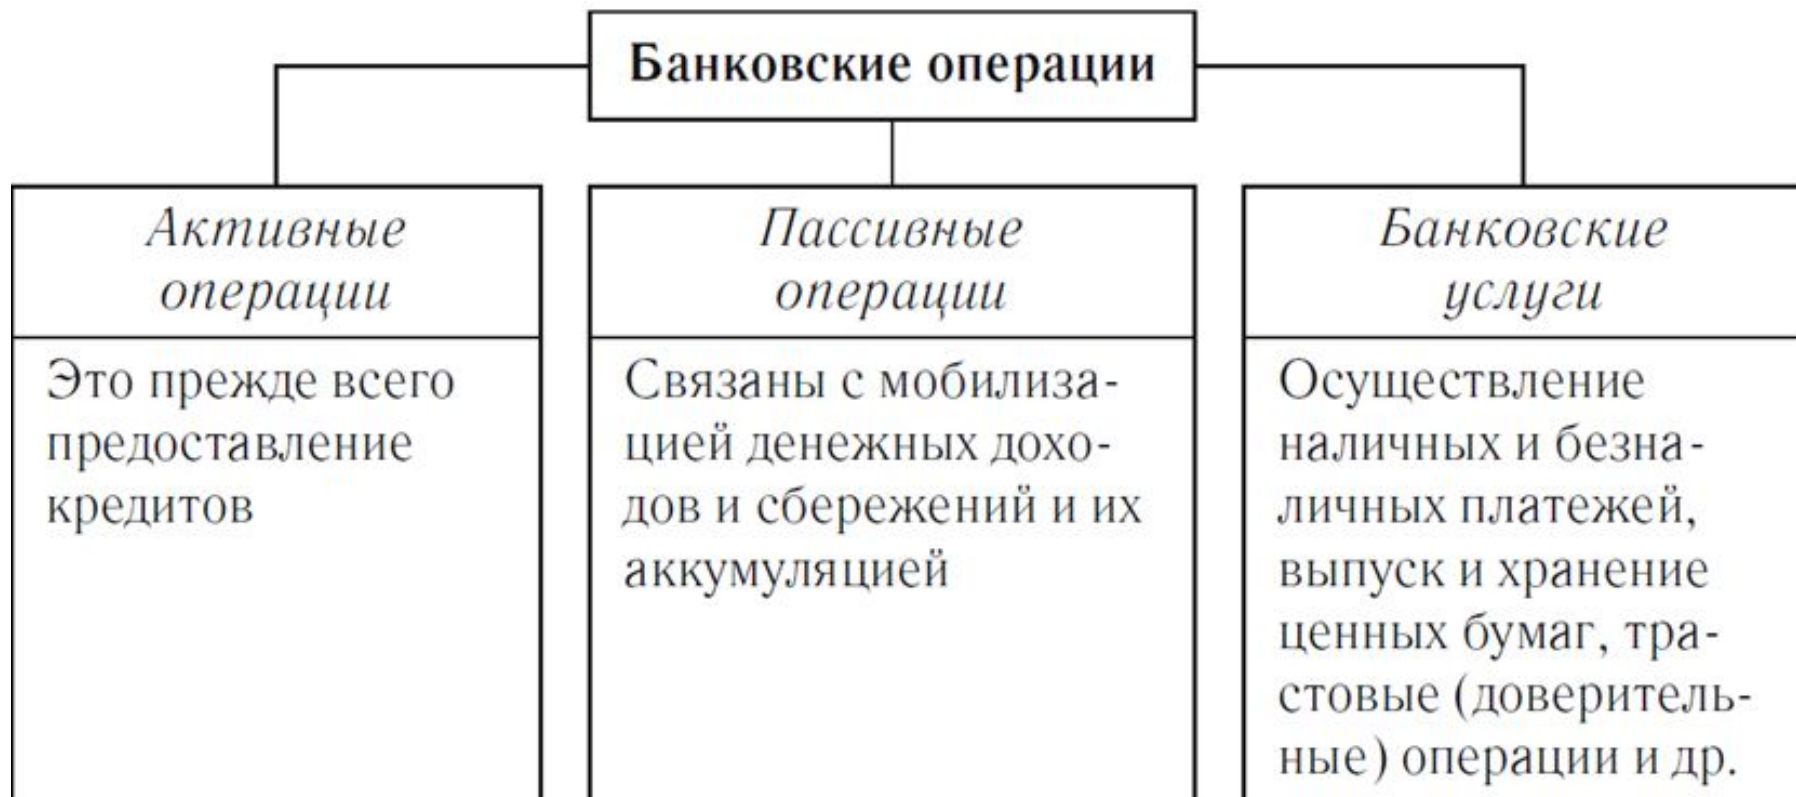 Банковские операции
Активные
операции
Это прежде всего
предоставление
кредитов
Пассивные
операции
Связаны с мобилиза-
цией денежных дохо-
дов и сбережений и их
аккумуляцией
Банковские
услуги
Осуществление
наличных и безна-
личных платежей,
выпуск и хранение
ценных бумаг, тра-
стовые (доверитель-
ные) операции и др.